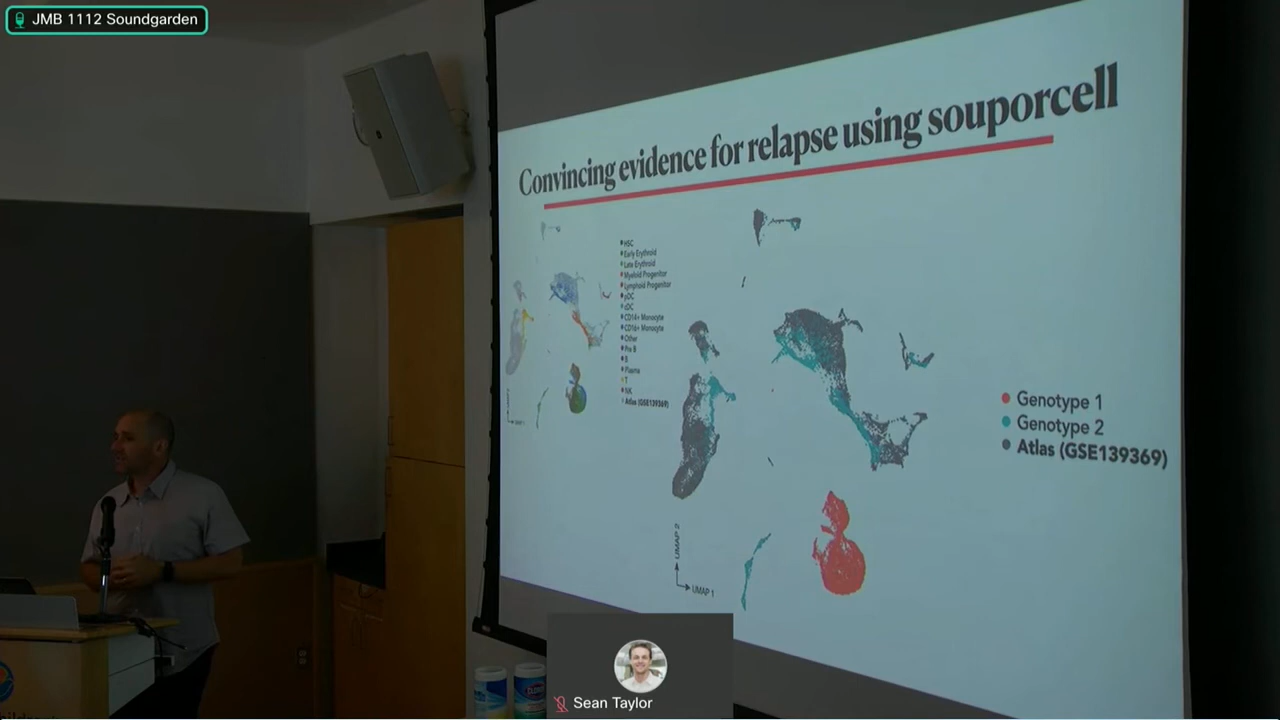 JMB 1112 Soundgarden
Convincing evidence for relapse using souporcell
HSC
Early Erythroid
Late Erythroid
Myeloid Progenitor
Lymphoid Progenitor
pDC
cDC
CD14+ Monocyte
CD16+ Monocyte
Other
Pro B
B
Plasma
T
NK
Atlas (GSE139369)
Genotype 1
Genotype 2
Atlas (GSE139369)
UMAP 2
UMAP 1
Sean Taylor